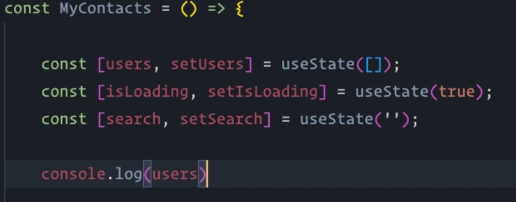 const MyContacts = () => {
const [users, setUsers] = useState([]);
const [isLoading, setIsLoading] = useState(true);
const [search, setSearch] = useState('');
console.log(users)